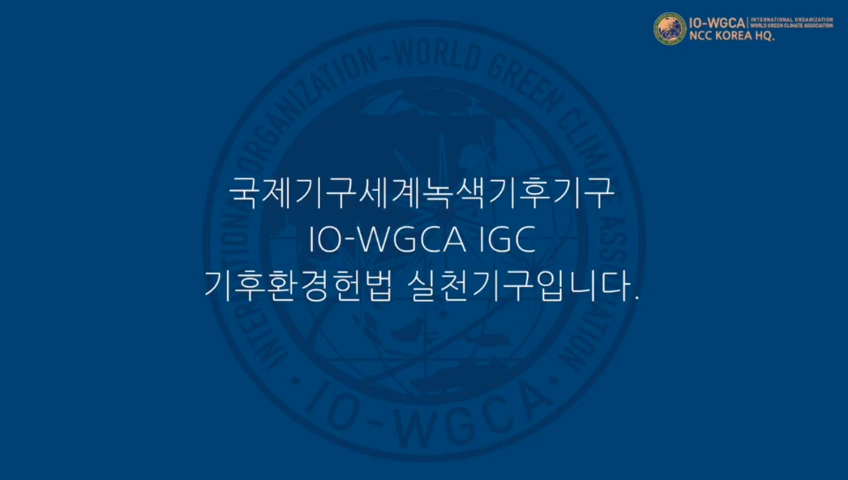 IO-WGCA INTERNATIONAL ORGANIZATION
WORLD GREEN CLIMATE ASSOCIATION
NCC KOREA HQ.
국제기구세계녹색기후기구
IO-WGCA IGC
기후환경헌법 실천기구입니다.
INTERNATIONAL ORGANIZATION-WORLD GREEN CLIMATE ASSOCIATION
IO-WGCA